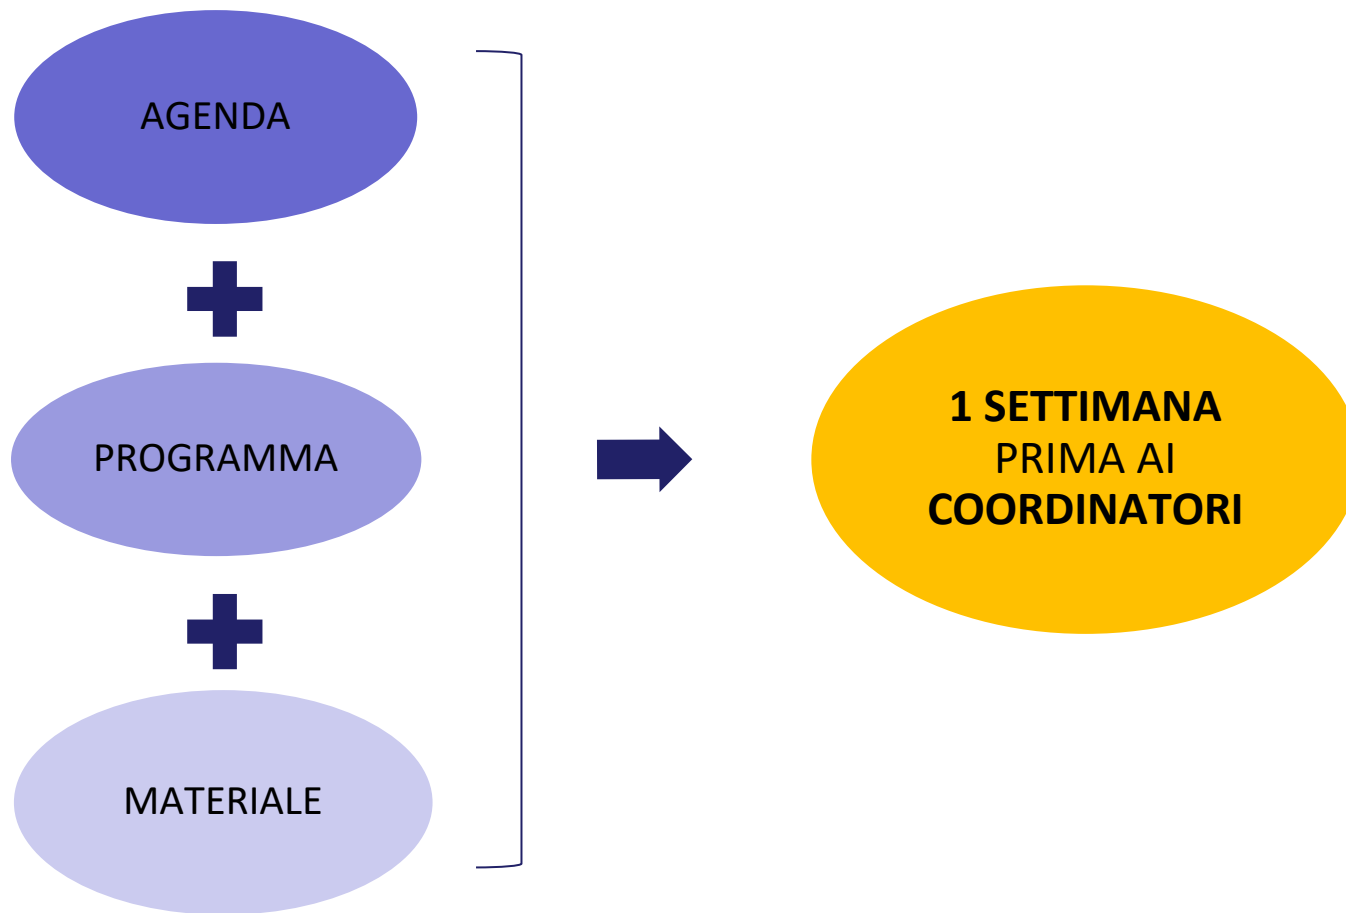 AGENDA
PROGRAMMA
MATERIALE
1 SETTIMANA
PRIMA AI
COORDINATORI